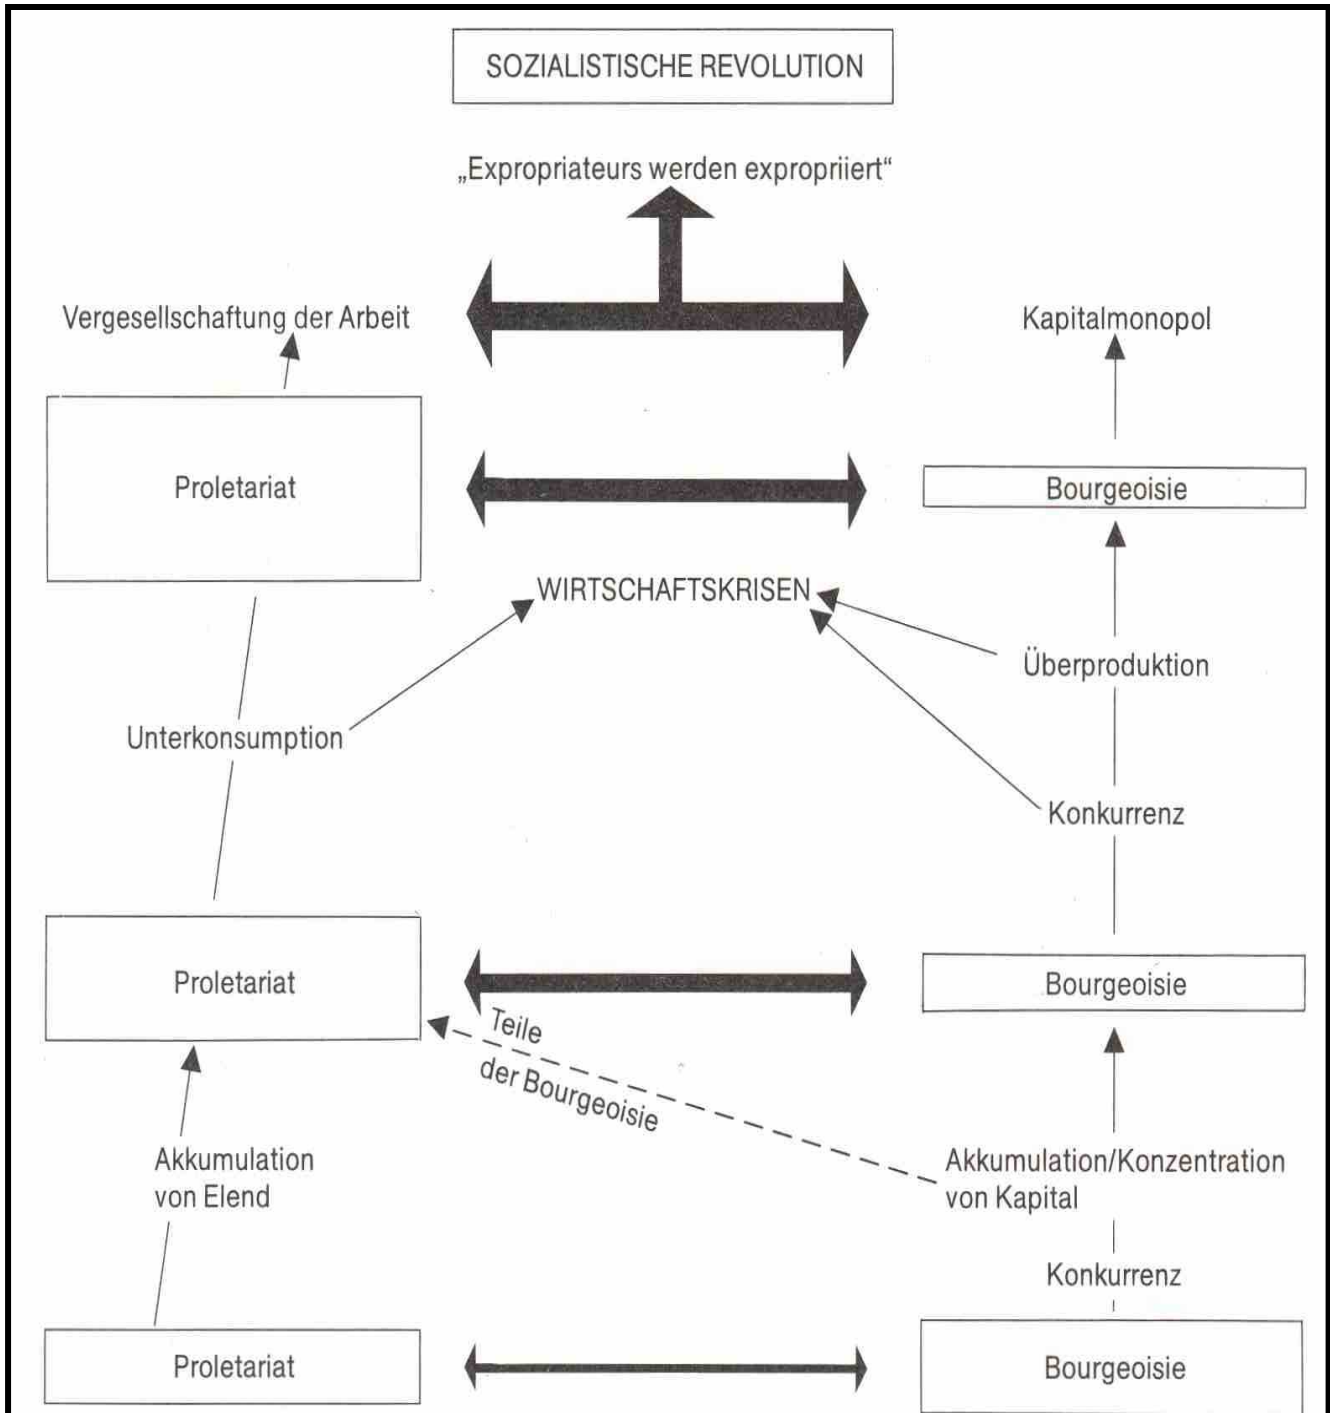 SOZIALISTISCHE REVOLUTION
„Expropriateurs werden expropriiert“
Vergesellschaftung der Arbeit
Kapitalmonopol
Proletariat
Bourgeoisie
WIRTSCHAFTSKRISEN
Überproduktion
Unterkonsumption
Konkurrenz
Proletariat
Bourgeoisie
Teile
der Bourgeoisie
Akkumulation
von Elend
Akkumulation/Konzentration
von Kapital
Konkurrenz
Proletariat
Bourgeoisie